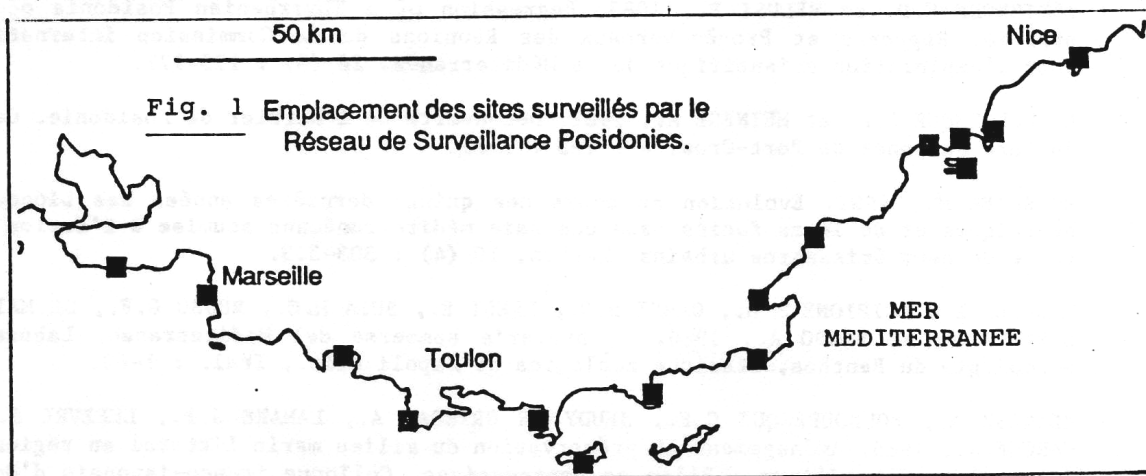 50 km
Nice
Fig. 1 Emplacement des sites surveillés par le
Réseau de Surveillance Posidonies.
Marseille
MER
MEDITERRANEE
Toulon